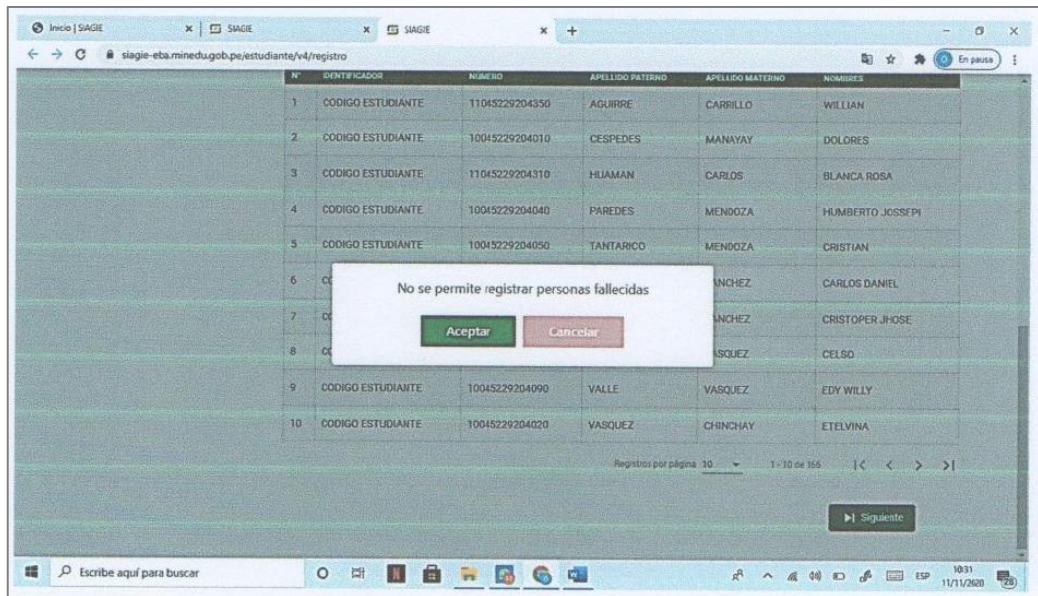 Inicio | SIAGIE
SIAGIE
SIAGIE
siagie-eba.minedu.gob.pe/estudiante/v4/registro
En pausa
N° IDENTIFICADOR NUMERO APELLIDO PATERNO APELLIDO MATERNO NOMBRES
1 CODIGO ESTUDIANTE 11045229204350 AGUIRRE CARRILLO WILLIAN
2 CODIGO ESTUDIANTE 10045229204010 CESPEDES MANAYAY DOLORES
3 CODIGO ESTUDIANTE 11045229204310 HUAMAN CARLOS BLANCA ROSA
4 CODIGO ESTUDIANTE 10045229204040 PAREDES MENDOZA HUMBERTO JOSSEPI
5 CODIGO ESTUDIANTE 10045229204050 TANTARICO MENDOZA CRISTIAN
6 CARLOS DANIEL
7 CRISTOPER JHOSE
8 CELSO
No se permite registrar personas fallecidas
Aceptar Cancelar
9 CODIGO ESTUDIANTE 10045229204090 VALLE VASQUEZ EDY WILLY
10 CODIGO ESTUDIANTE 10045229204020 VASQUEZ CHINCHAY ETELVINA
Registros por página 10 1 - 10 de 166
Siguiente
Escribe aquí para buscar
ESP
10:31
11/11/2020
28